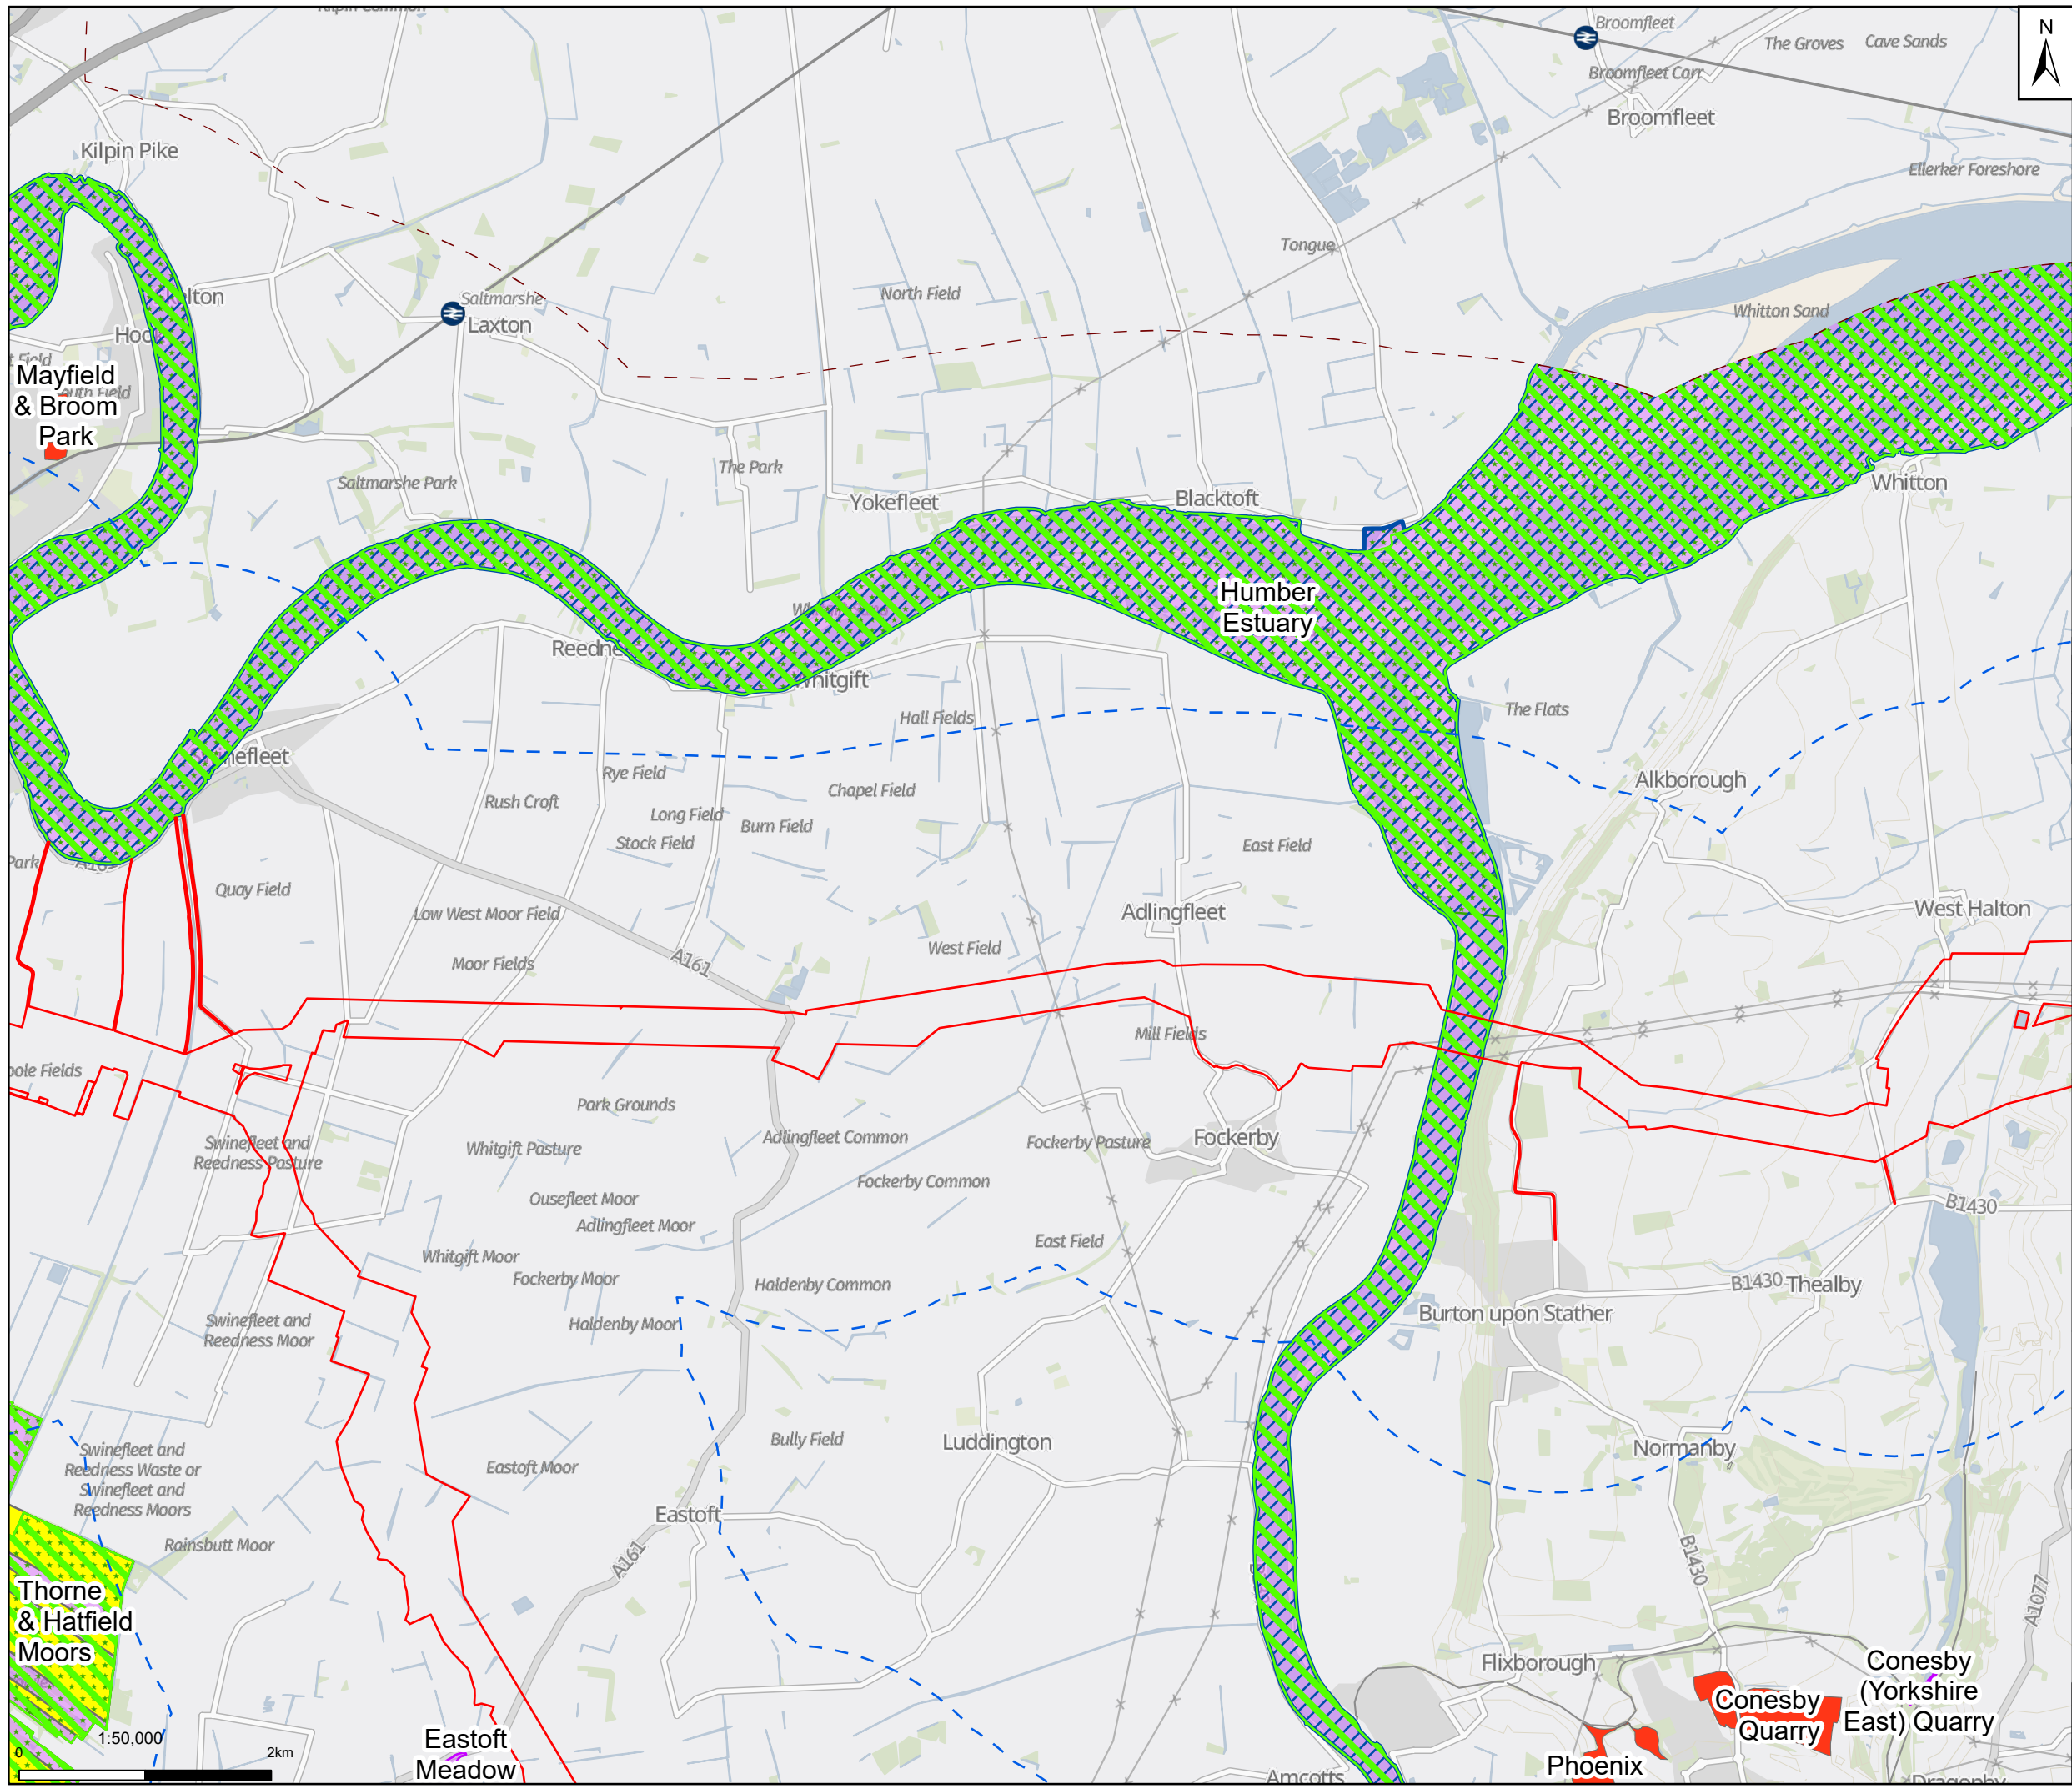 Kilpin Common
Broomfleet
The Groves
Cave Sands
N
Broomfleet Carr
Broomfleet
Kilpin Pike
Ellerker Foreshore
Tongue
North Field
Saltmarshe
Laxton
Whitton Sand
Mayfield
& Broom
Park
The Park
Saltmarshe Park
Yokefleet
Blacktoft
Whitton
Humber
Estuary
Whitgift
Hall Fields
The Flats
Rye Field
Rush Croft
Chapel Field
Alkborough
Long Field
Burn Field
Stock Field
East Field
Park
Quay Field
Low West Moor Field
Adlingfleet
West Halton
West Field
A161
Moor Fields
Mill Fields
Park Grounds
Swinefleet and
Reedness Pasture
Whitgift Pasture
Adlingfleet Common
Fockerby Pasture
Fockerby
Fockerby Common
Ousefleet Moor
Adlingfleet Moor
B1430
Whitgift Moor
East Field
Fockerby Moor
Haldenby Common
B1430
Thealby
Swinefleet and
Reedness Moor
Haldenby Moor
Burton upon Stather
Bully Field
Luddington
Normanby
Swinefleet and
Reedness Waste or
Swinefleet and
Reedness Moors
Eastoft Moor
Eastoft
Rainsbutt Moor
A161
B1430
A1077
Thorne
& Hatfield
Moors
Flixborough
Conesby
(Yorkshire
East) Quarry
Conesby
Quarry
1:50,000
0
2km
Eastoft
Meadow
Phoenix
Amcotts
Dragonby